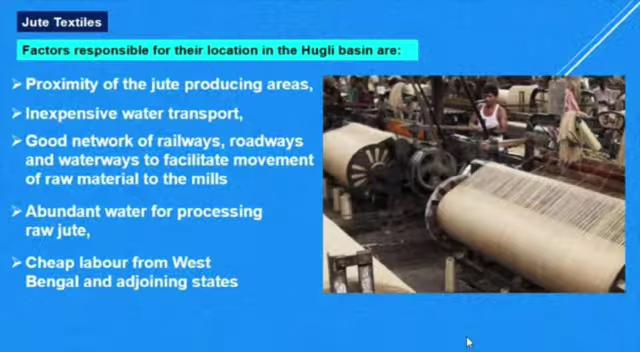 Jute Textiles
Factors responsible for their location in the Hugli basin are:
➢ Proximity of the jute producing areas,
➢ Inexpensive water transport,
➢ Good network of railways, roadways
and waterways to facilitate movement
of raw material to the mills
➢ Abundant water for processing
raw jute,
➢ Cheap labour from West
Bengal and adjoining states